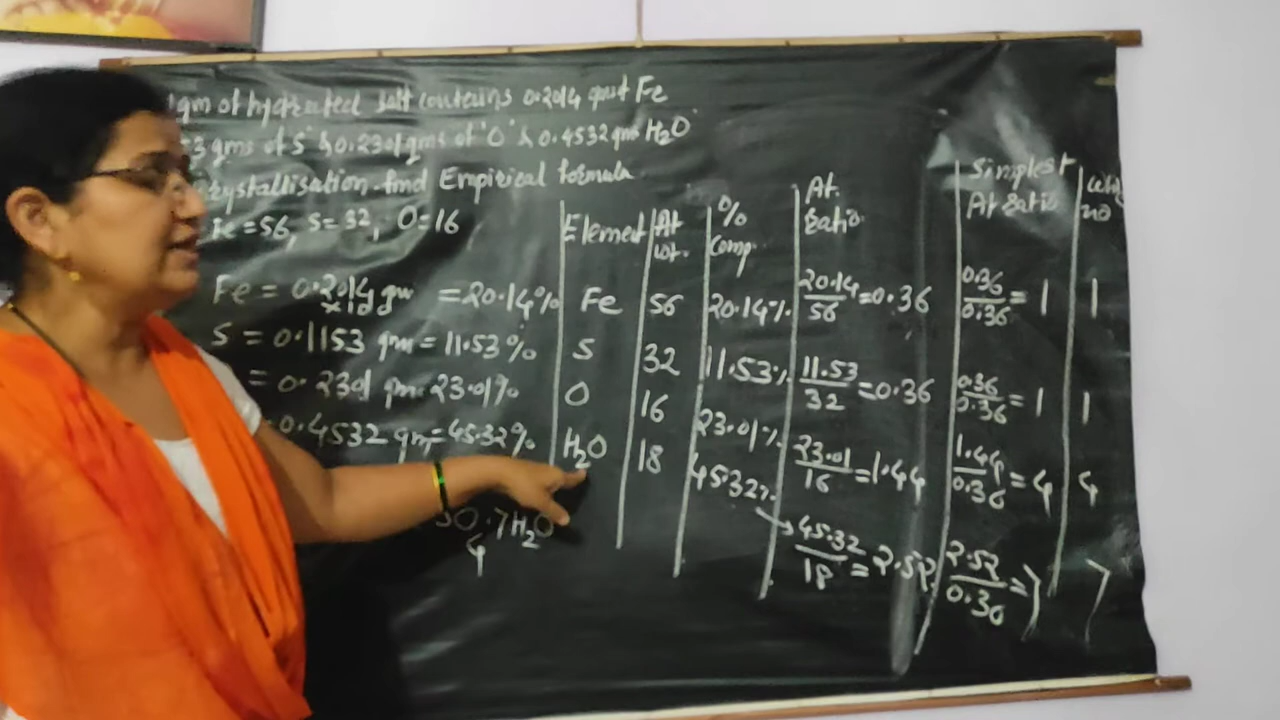 1gm of hydrated salt contains 0.2014 gm of Fe
3 gms of S & 0.2301 gms of 'O' & 0.4532 gms H2O
crystallisation. find Empirical formula.
Fe = 56, S = 32, O = 16
Fe = 0.2014 gm = 20.14%
x 100
S = 0.1153 gm = 11.53%
= 0.2301 gm = 23.01%
= 0.4532 gm = 45.32%
SO4.7H2O
Element At wt. % Comp. At. Ratio Simplest At Ratio no
Fe 56 20.14% 20.14/56 = 0.36 0.36/0.36 = 1 1
S 32 11.53% 11.53/32 = 0.36 0.36/0.36 = 1 1
O 16 23.01% 23.01/16 = 1.44 1.44/0.36 = 4 4
H2O 18 45.32% 45.32/18 = 2.52 2.52/0.36 = 7 7